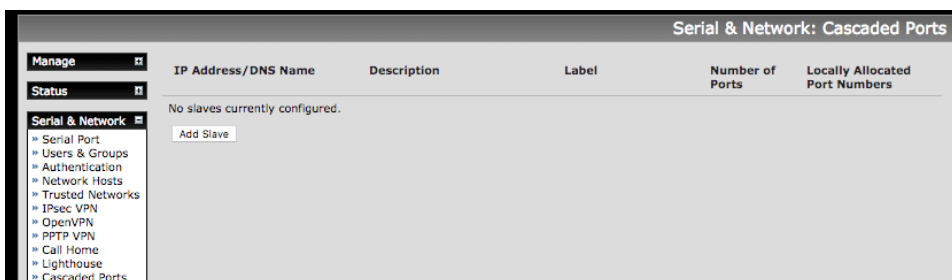 Serial & Network: Cascaded Ports
Manage
Status
Serial & Network
» Serial Port
» Users & Groups
» Authentication
» Network Hosts
» Trusted Networks
» IPsec VPN
» OpenVPN
» PPTP VPN
» Call Home
» Lighthouse
» Cascaded Ports
IP Address/DNS Name Description Label Number of Ports Locally Allocated Port Numbers
No slaves currently configured.
Add Slave